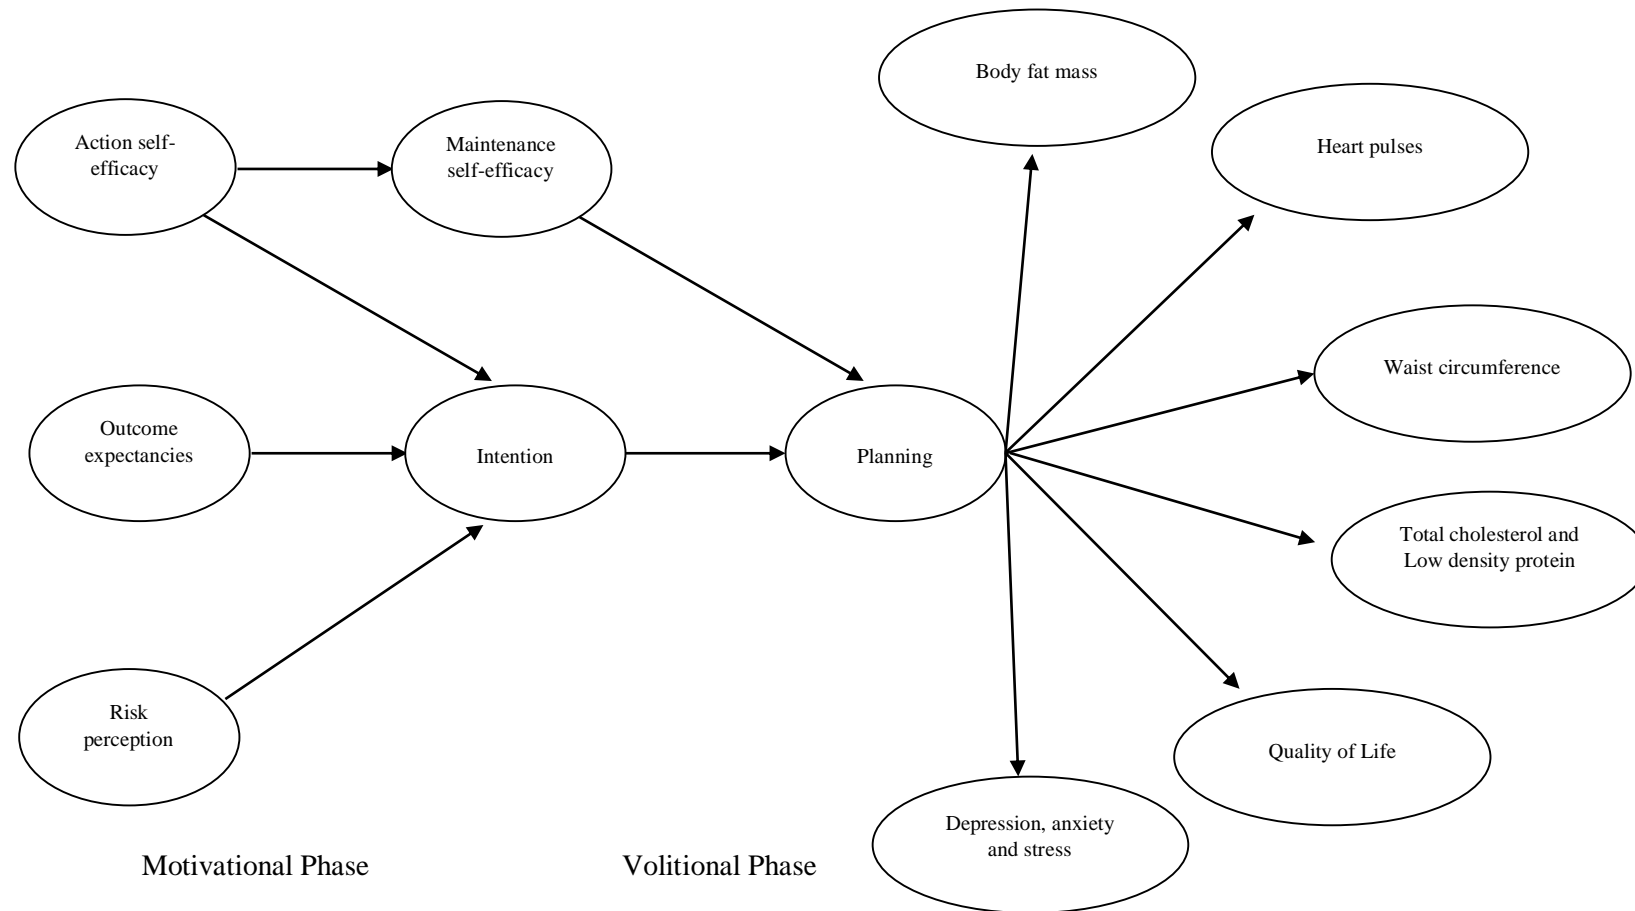 Body fat mass
Action self-
efficacy
Maintenance
self-efficacy
Heart pulses
Waist circumference
Outcome
expectancies
Intention
Planning
Total cholesterol and
Low density protein
Risk
perception
Quality of Life
Depression, anxiety
and stress
Motivational Phase
Volitional Phase